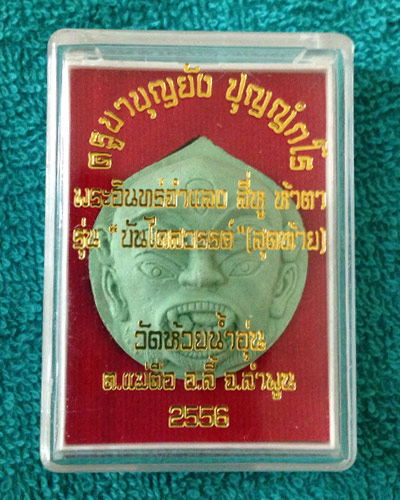 ครูบาบุญยัง ปุญญกาโร
พระอินทร์จำแลง สี่หู ห้าตา
รุ่น "บันไดสวรรค์" (สุดท้าย)
วัดห้วยน้ำอุ่น
ต.แม่ตืน อ.ลี้ จ.ลำพูน
2556